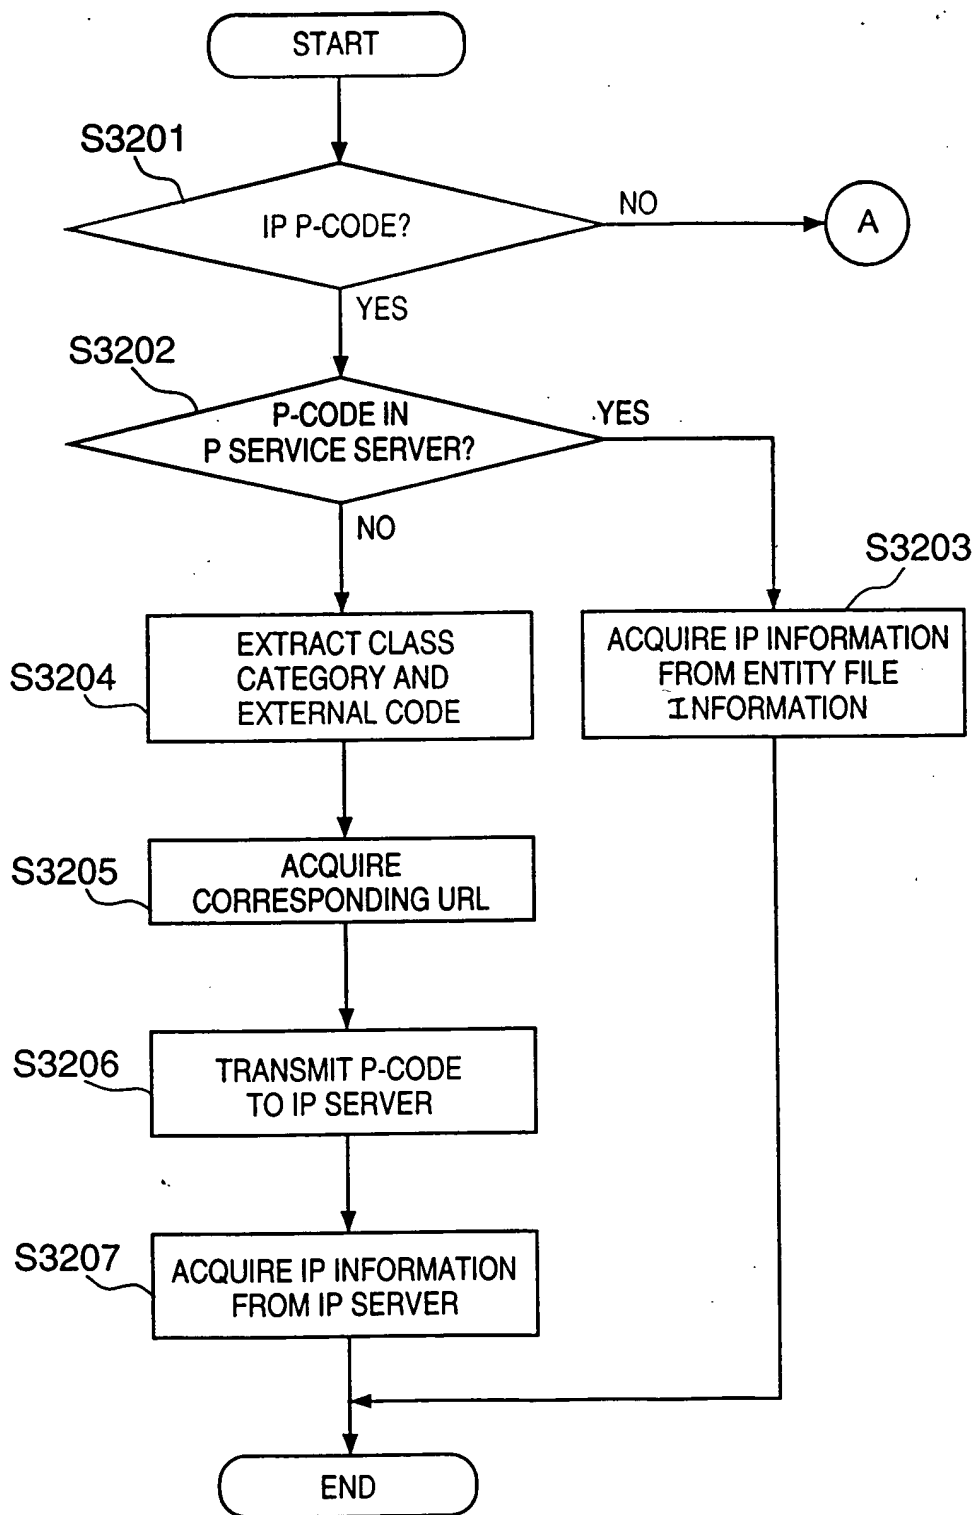 START
S3201
IP P-CODE?
NO
A
YES
S3202
P-CODE IN
P SERVICE SERVER?
YES
NO
S3203
ACQUIRE IP INFORMATION
FROM ENTITY FILE
INFORMATION
S3204
EXTRACT CLASS
CATEGORY AND
EXTERNAL CODE
S3205
ACQUIRE
CORRESPONDING URL
S3206
TRANSMIT P-CODE
TO IP SERVER
S3207
ACQUIRE IP INFORMATION
FROM IP SERVER
END